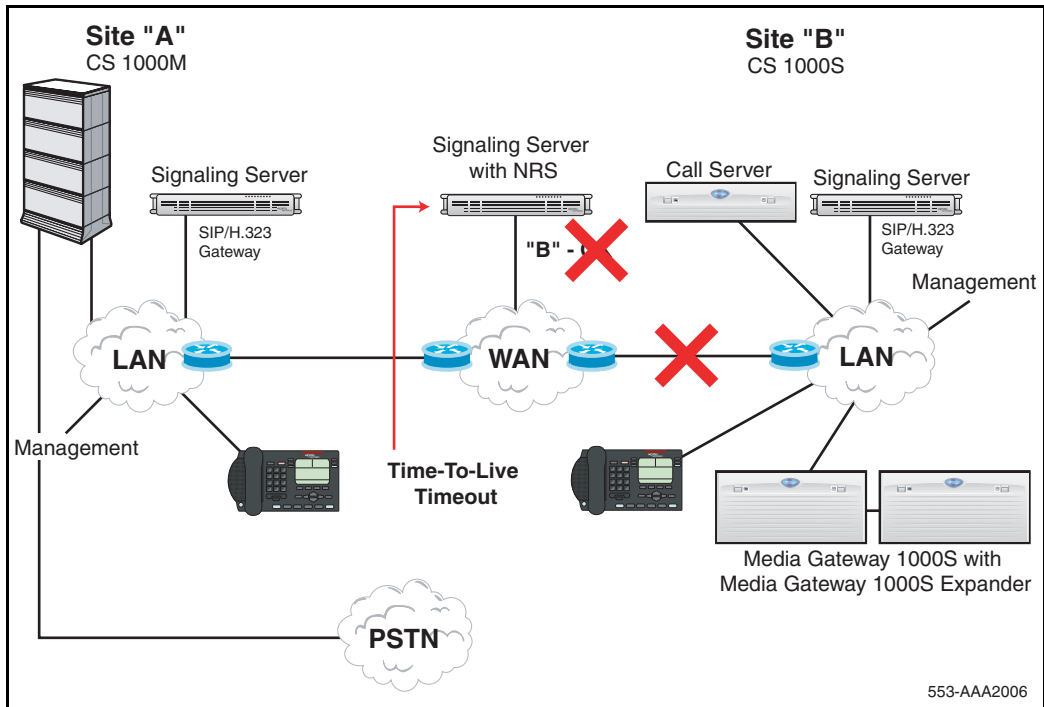 Site "A"
CS 1000M
Site "B"
CS 1000S
Signaling Server
SIP/H.323
Gateway
Signaling Server
with NRS
"B" -
Call Server
Signaling Server
SIP/H.323
Gateway
Management
LAN
WAN
LAN
Management
Time-To-Live
Timeout
Media Gateway 1000S with
Media Gateway 1000S Expander
PSTN
553-AAA2006